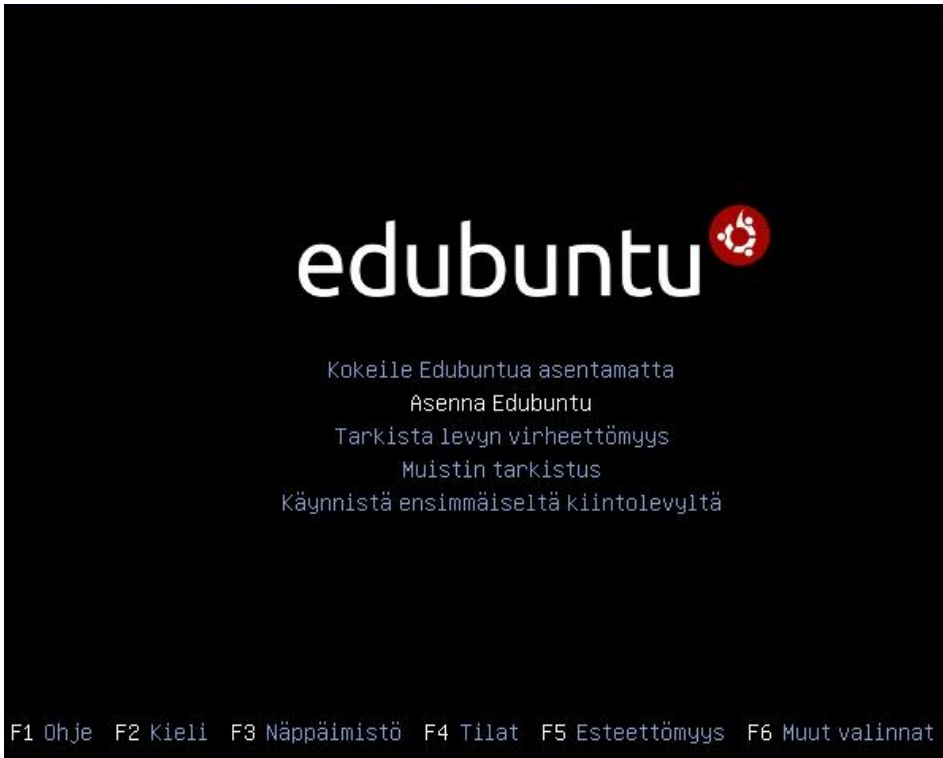 edubuntu
Kokeile Edubuntua asentamatta
Asenna Edubuntu
Tarkista levyn virheettömyys
Muistin tarkistus
Käynnistä ensimmäiseltä kiintolevyltä
F1 Ohje F2 Kieli F3 Näppäimistö F4 Tilat F5 Esteettömyys F6 Muut valinnat